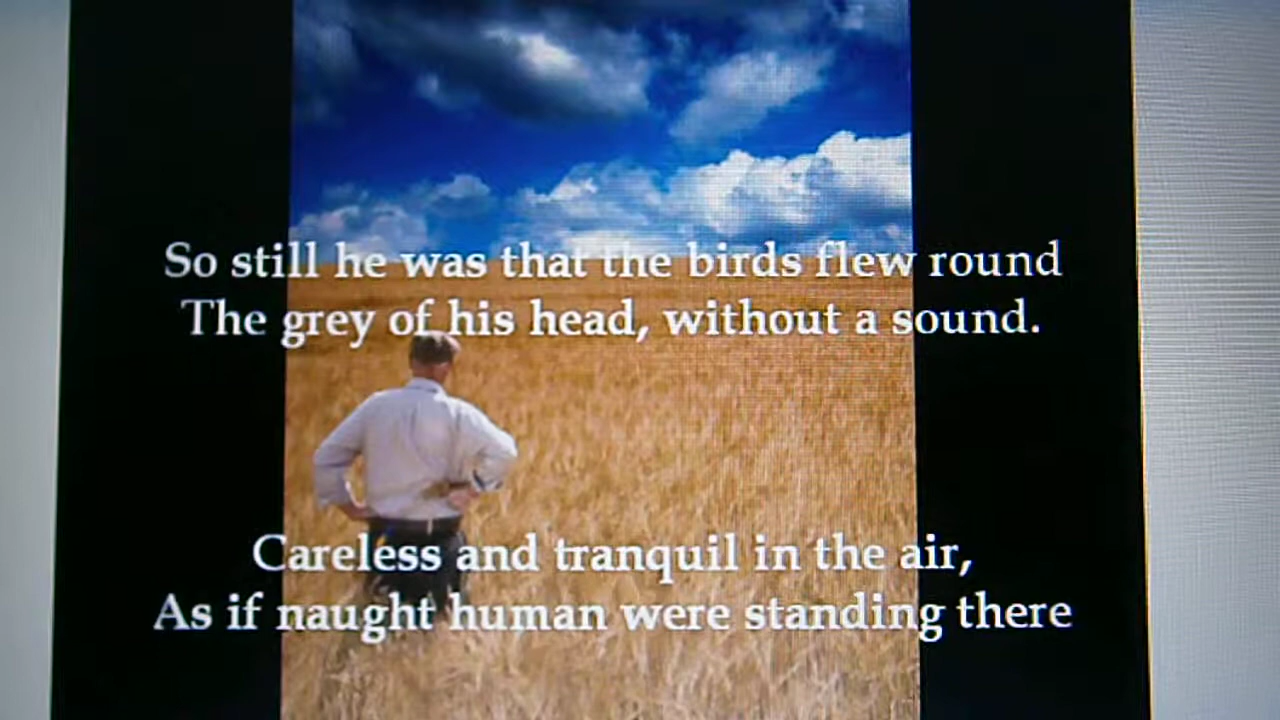 So still he was that the birds flew round
The grey of his head, without a sound.
Careless and tranquil in the air,
As if naught human were standing there